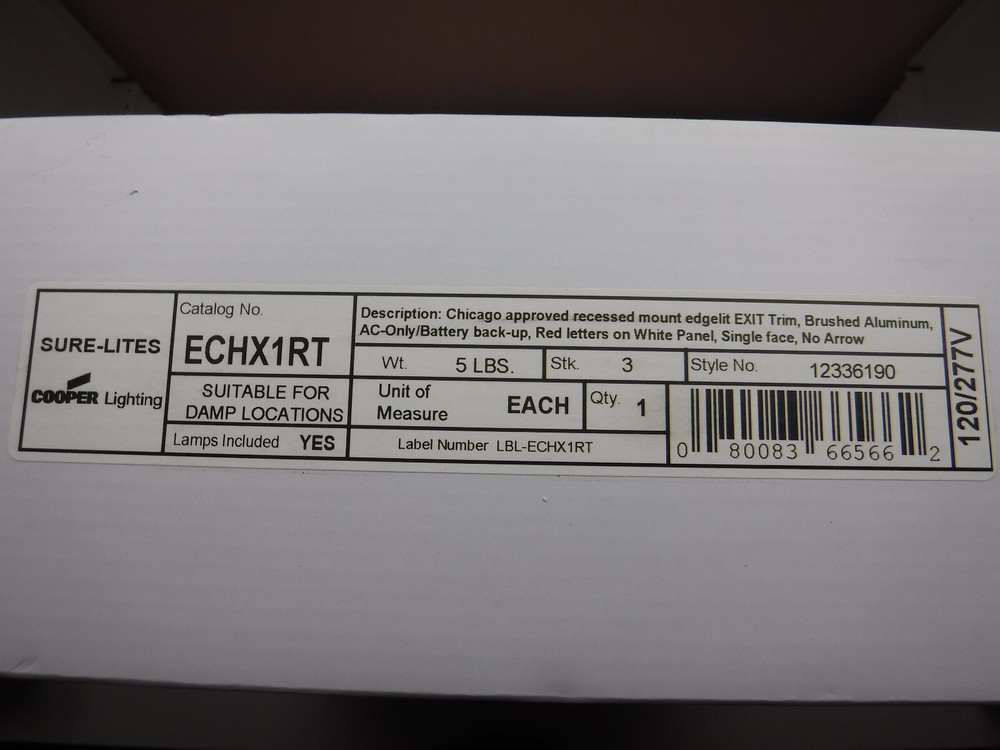 SURE-LITES
COOPER Lighting
Catalog No.
ECHX1RT
SUITABLE FOR
DAMP LOCATIONS
Lamps Included YES
Description: Chicago approved recessed mount edgelit EXIT Trim, Brushed Aluminum,
AC-Only/Battery back-up, Red letters on White Panel, Single face, No Arrow
Wt. 5 LBS. Stk. 3 Style No. 12336190
Unit of
Measure EACH Qty. 1
Label Number LBL-ECHX1RT
0 80083 66566 2
120/277V